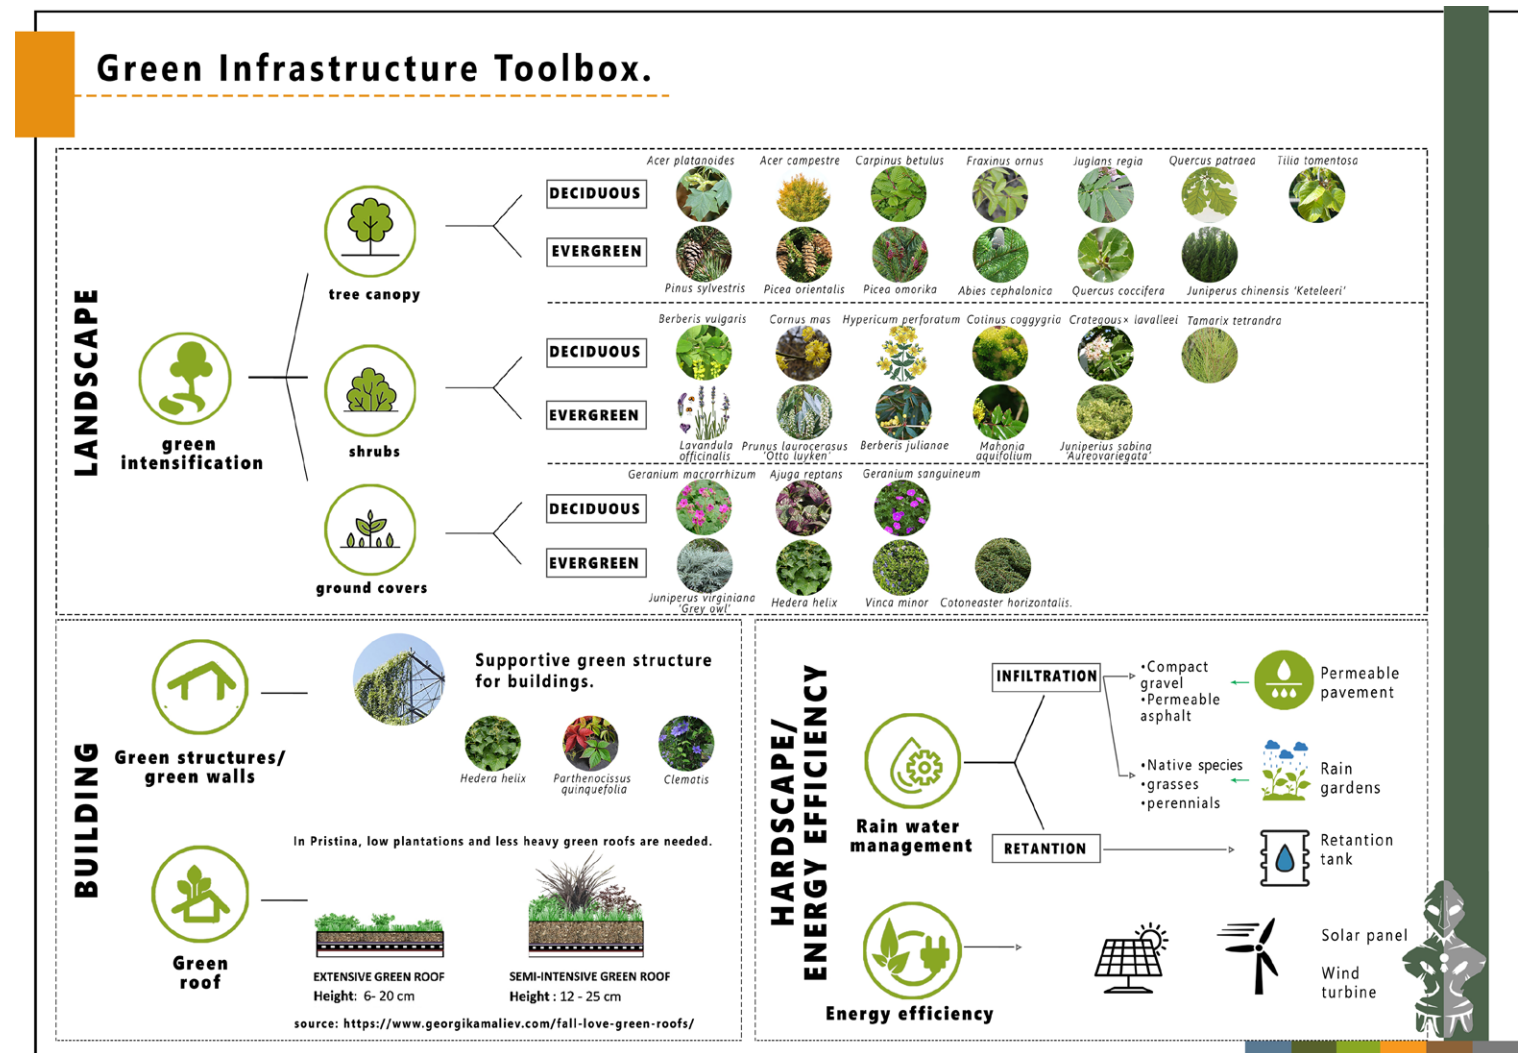 Green Infrastructure Toolbox.
LANDSCAPE
green
intensification
tree canopy
DECIDUOUS
Acer platanoides
Acer campestre
Carpinus betulus
Fraxinus ornus
Juglans regia
Quercus patraea
Tilia tomentosa
EVERGREEN
Pinus sylvestris
Picea orientalis
Picea omorika
Abies cephalonica
Quercus coccifera
Juniperus chinensis 'Keteleeri'
shrubs
DECIDUOUS
Berberis vulgaris
Cornus mas
Hypericum perforatum
Cotinus coggygria
Crategous× lavalleei
Tamarix tetrandra
EVERGREEN
Lavandula
officinalis
Prunus laurocerasus
'Otto luyken'
Berberis julianae
Mahonia
aquifolium
Juniperius sabina
'Aureovariegata'
ground covers
DECIDUOUS
Geranium macrorrhizum
Ajuga reptans
Geranium sanguineum
EVERGREEN
Juniperus virginiana
'Grey owl'
Hedera helix
Vinca minor
Cotoneaster horizontalis.
BUILDING
Green structures/
green walls
Supportive green structure
for buildings.
Hedera helix
Parthenocissus
quinquefolia
Clematis
In Pristina, low plantations and less heavy green roofs are needed.
Green
roof
EXTENSIVE GREEN ROOF
Height: 6- 20 cm
SEMI-INTENSIVE GREEN ROOF
Height : 12 - 25 cm
source: https://www.georgikamaliev.com/fall-love-green-roofs/
HARDSCAPE/
ENERGY EFFICIENCY
Rain water
management
INFILTRATION
•Compact
gravel
•Permeable
asphalt
Permeable
pavement
•Native species
•grasses
•perennials
Rain
gardens
RETANTION
Retantion
tank
Energy efficiency
Solar panel
Wind
turbine